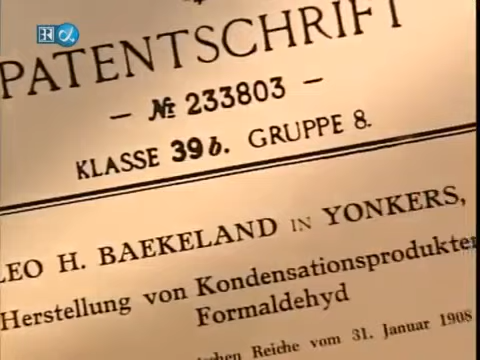 BR α
PATENTSCHRIFT
— № 233803 —
KLASSE 39b. GRUPPE 8.
LEO H. BAEKELAND IN YONKERS,
Herstellung von Kondensationsprodukten
Formaldehyd
Reiche vom 31. Januar 1908